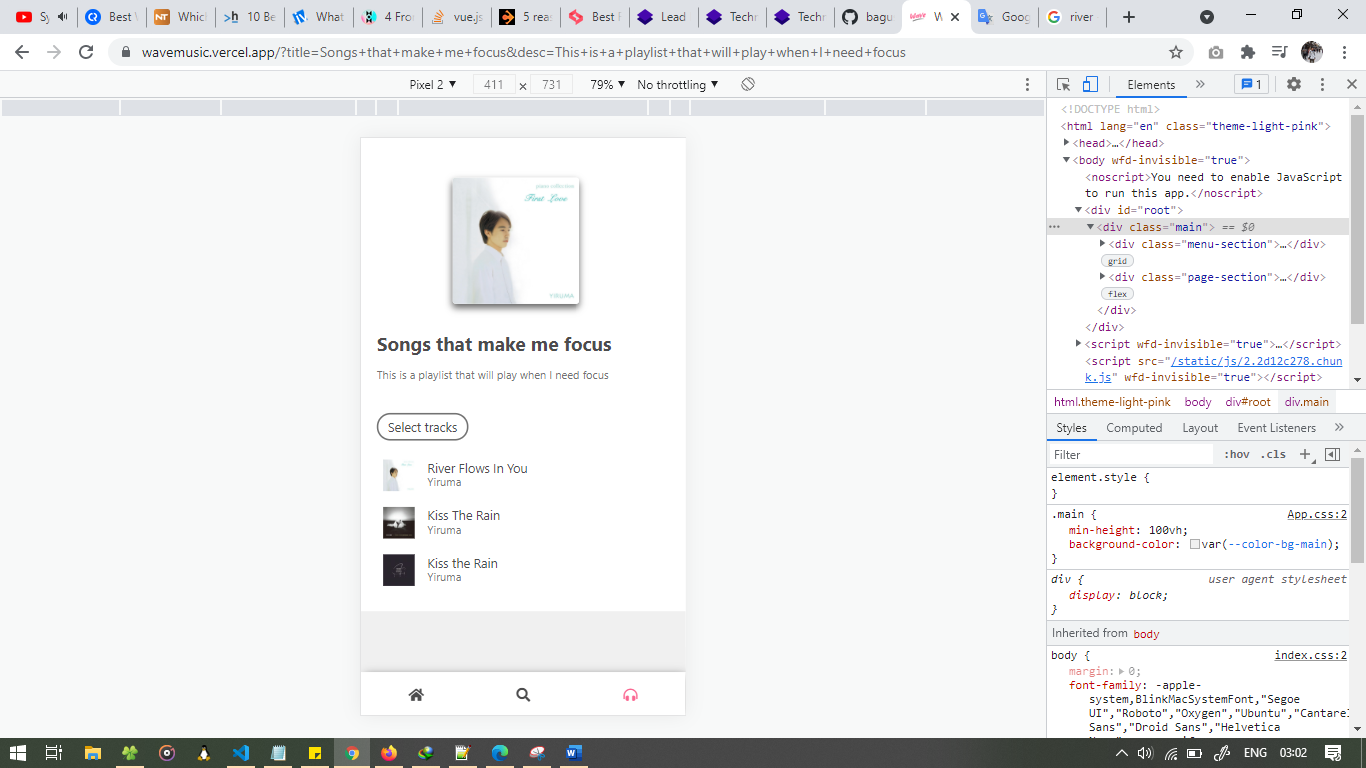 Sy
Best W
Which
10 Be
What
4 Fron
vue.js
5 reas
Best F
Lead
Techn
Techn
bagu
W
Goog
river
wavemusic.vercel.app/?title=Songs+that+make+me+focus&desc=This+is+a+playlist+that+will+play+when+I+need+focus
Pixel 2 411 x 731 79% No throttling
Elements 1
piano collection
First Love
YIRUMA
Songs that make me focus
This is a playlist that will play when I need focus
Select tracks
River Flows In You
Yiruma
Kiss The Rain
Yiruma
Kiss the Rain
Yiruma
<!DOCTYPE html>
<html lang="en" class="theme-light-pink">
<head>…</head>
<body wfd-invisible="true">
<noscript>You need to enable JavaScript
to run this app.</noscript>
<div id="root">
<div class="main"> == $0
<div class="menu-section">…</div>
grid
<div class="page-section">…</div>
flex
</div>
</div>
<script wfd-invisible="true">…</script>
<script src="/static/js/2.2d12c278.chun
k.js" wfd-invisible="true"></script>
html.theme-light-pink body div#root div.main
Styles Computed Layout Event Listeners
Filter :hov .cls
element.style {
}
.main { App.css:2
min-height: 100vh;
background-color: var(--color-bg-main);
}
div { user agent stylesheet
display: block;
}
Inherited from body
body { index.css:2
margin: 0;
font-family: -apple-
system,BlinkMacSystemFont,"Segoe
UI","Roboto","Oxygen","Ubuntu","Cantarel
Sans","Droid Sans","Helvetica
ENG 03:02